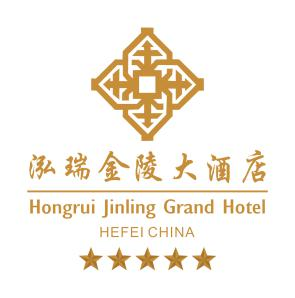 泓瑞金陵大酒店
Hongrui Jinling Grand Hotel
HEFEI CHINA